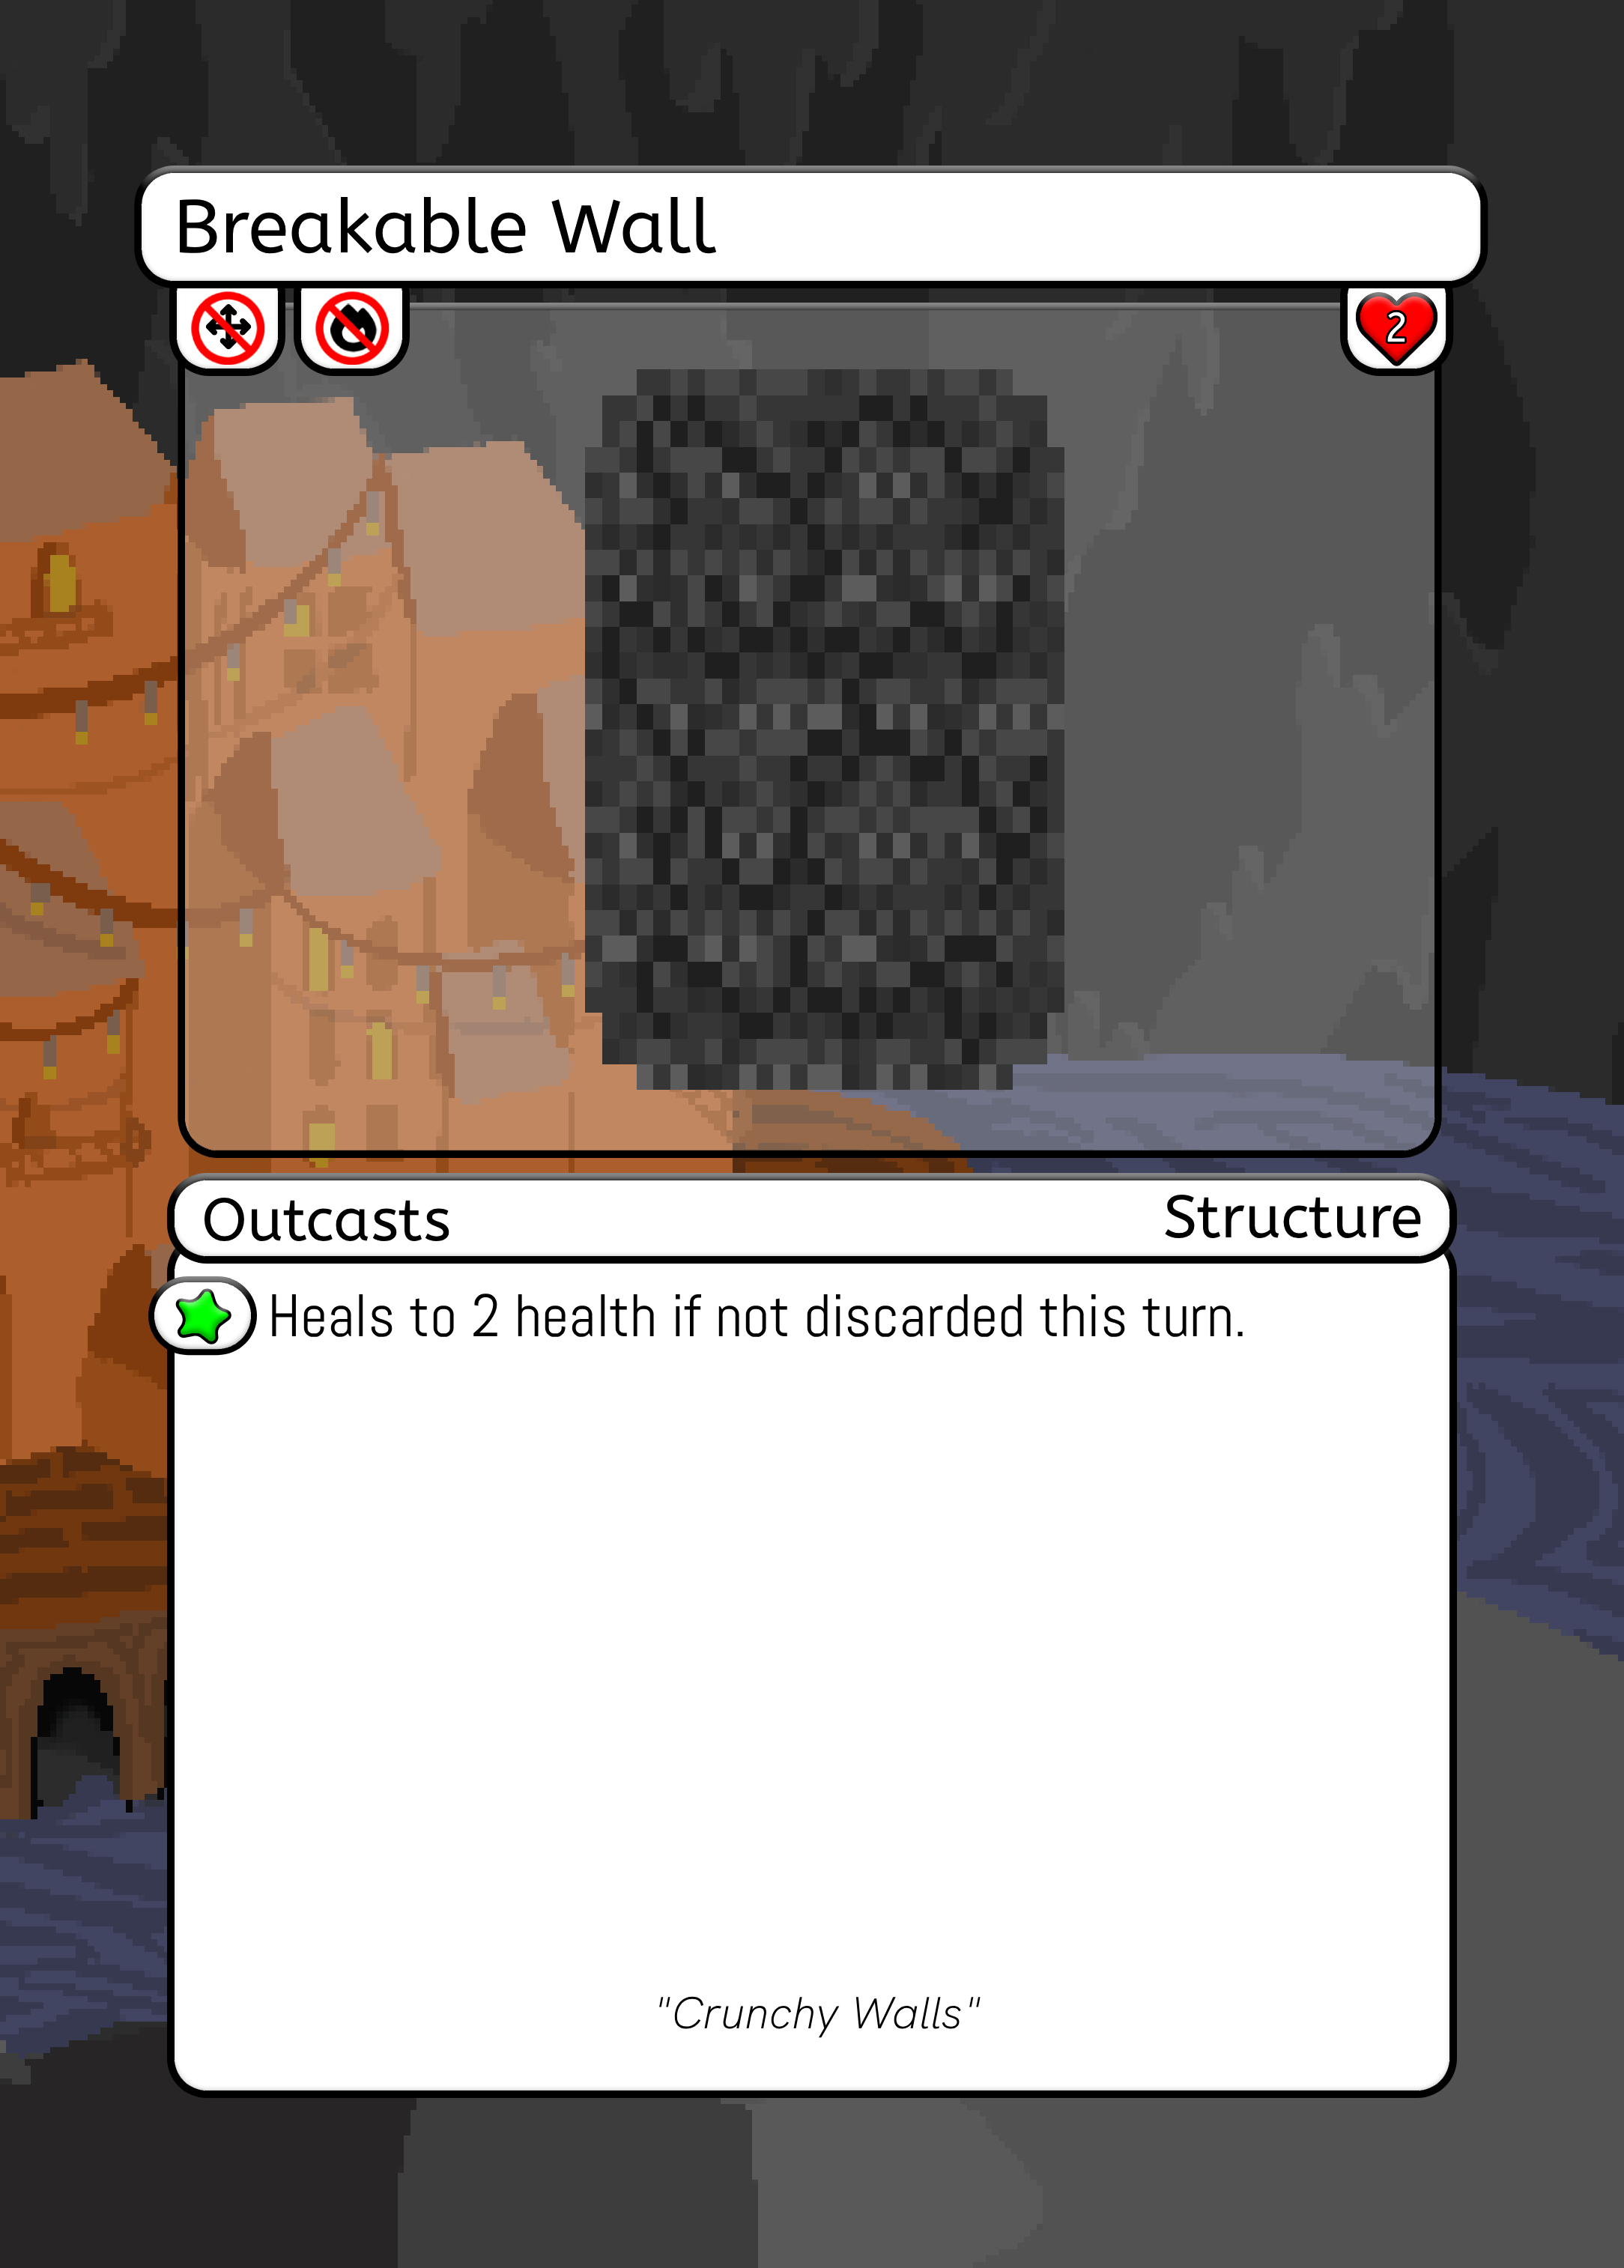 Breakable Wall
2
Outcasts
Structure
Heals to 2 health if not discarded this turn.
"Crunchy Walls"